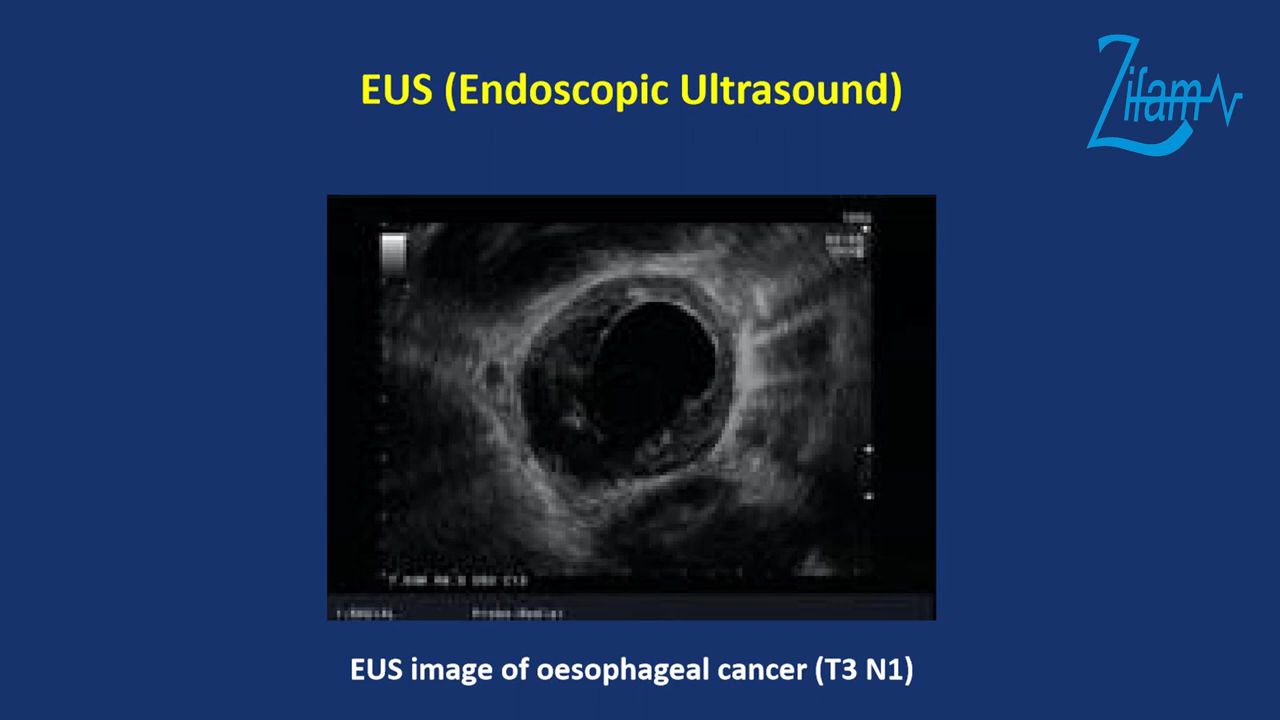 EUS (Endoscopic Ultrasound)
Zifam
EUS image of oesophageal cancer (T3 N1)